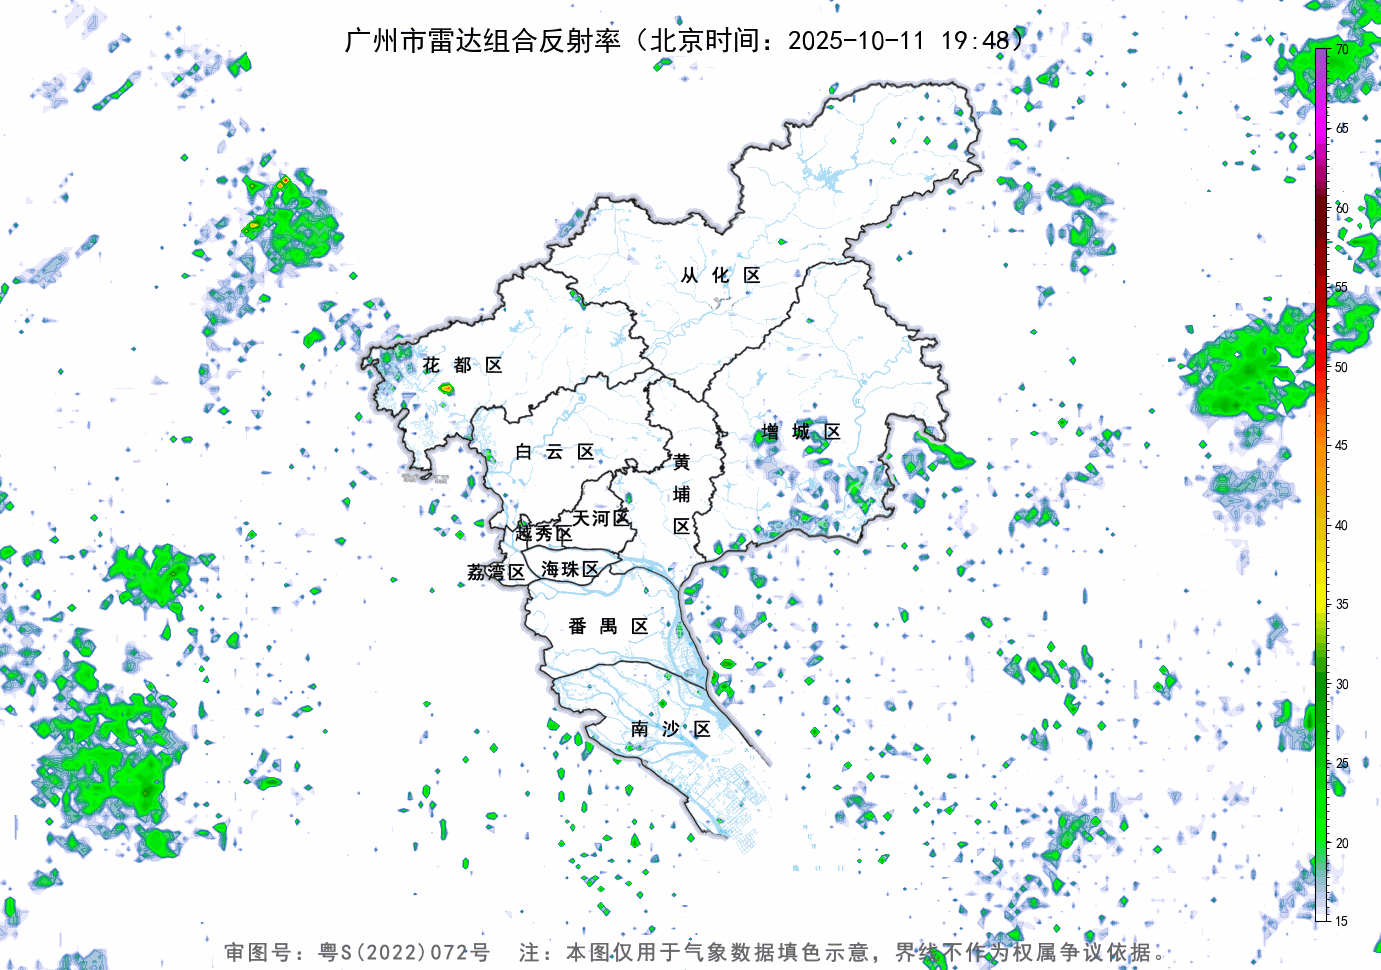 广州市雷达组合反射率（北京时间：2025-10-11 19:48）
70
65
60
55
50
45
40
35
30
25
20
15
从化区
花都区
增城区
白云区
黄埔区
天河区
越秀区
荔湾区
海珠区
番禺区
南沙区
审图号：粤S(2022)072号 注：本图仅用于气象数据填色示意，界线不作为权属争议依据。